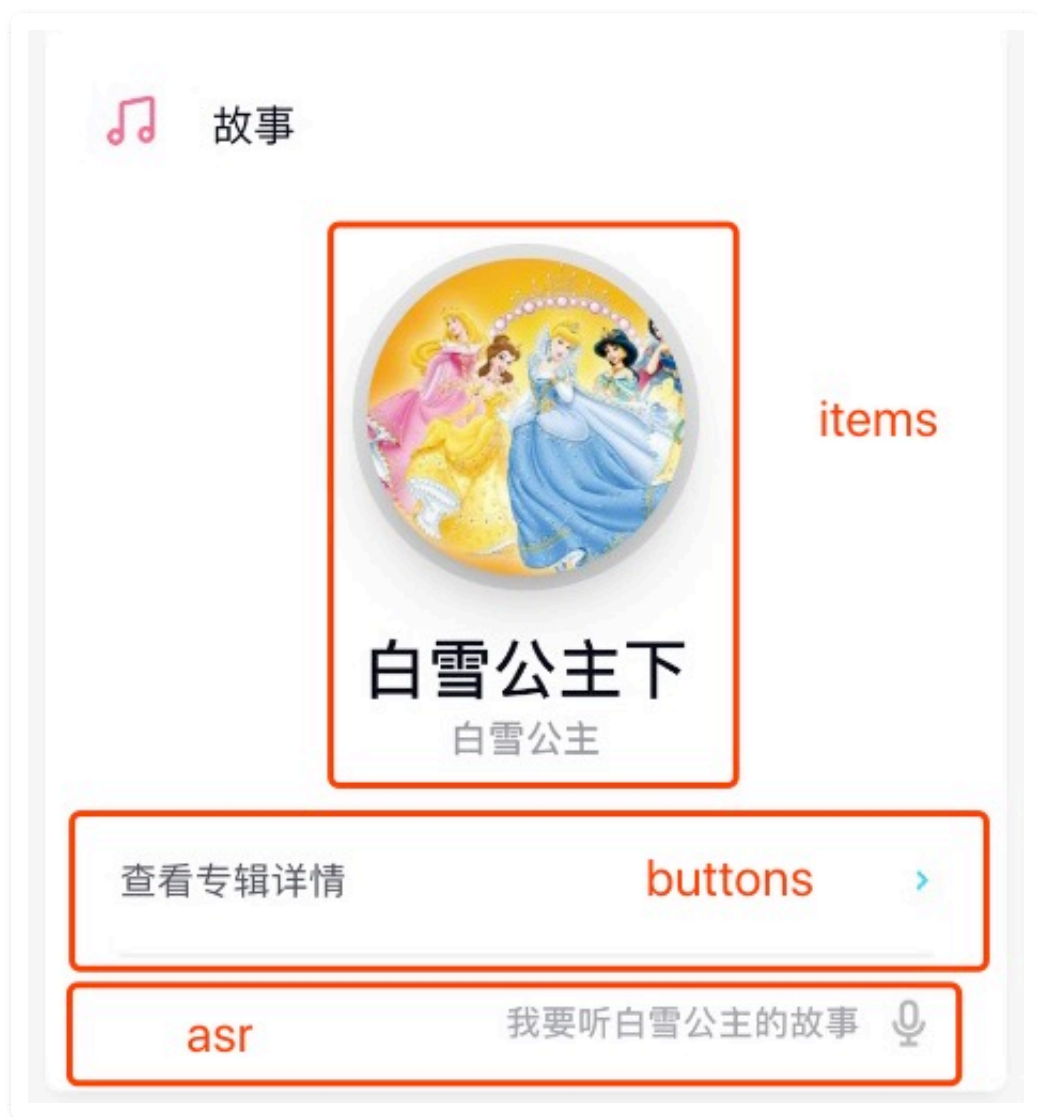 故事
items
白雪公主下
白雪公主
查看专辑详情 buttons
asr 我要听白雪公主的故事